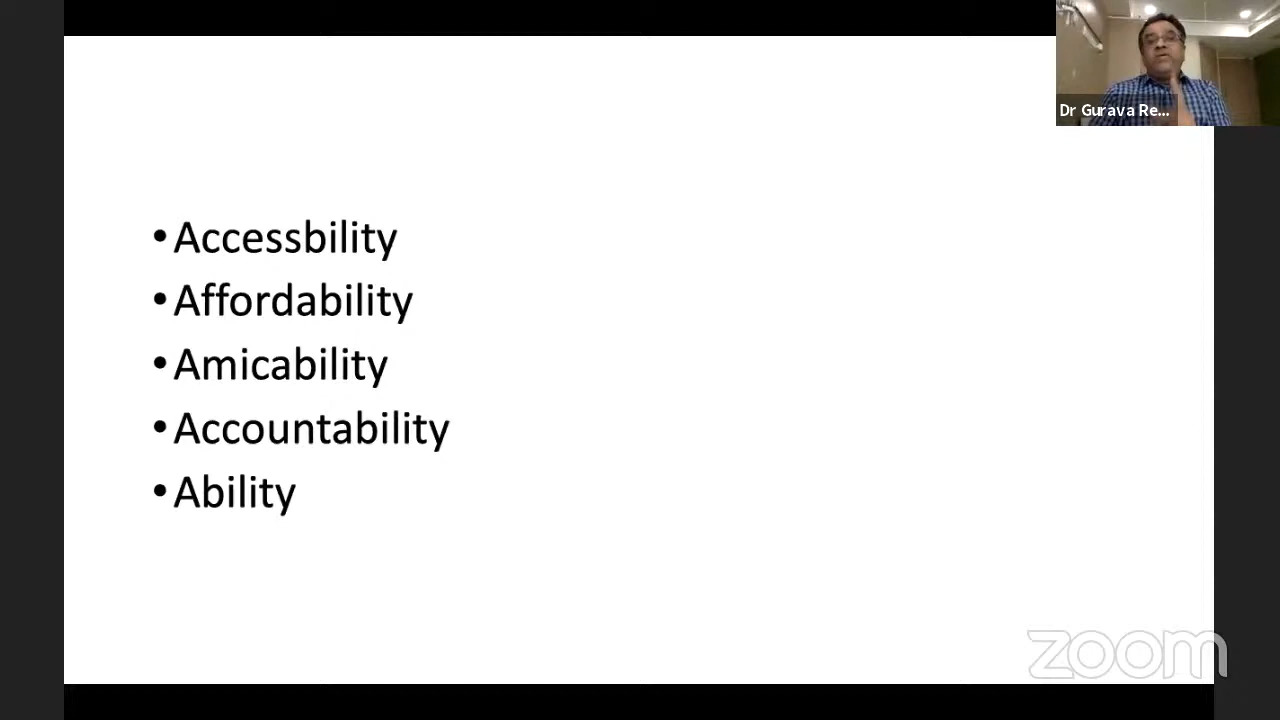 Dr Gurava Re...
• Accessbility
• Affordability
• Amicability
• Accountability
• Ability
zoom